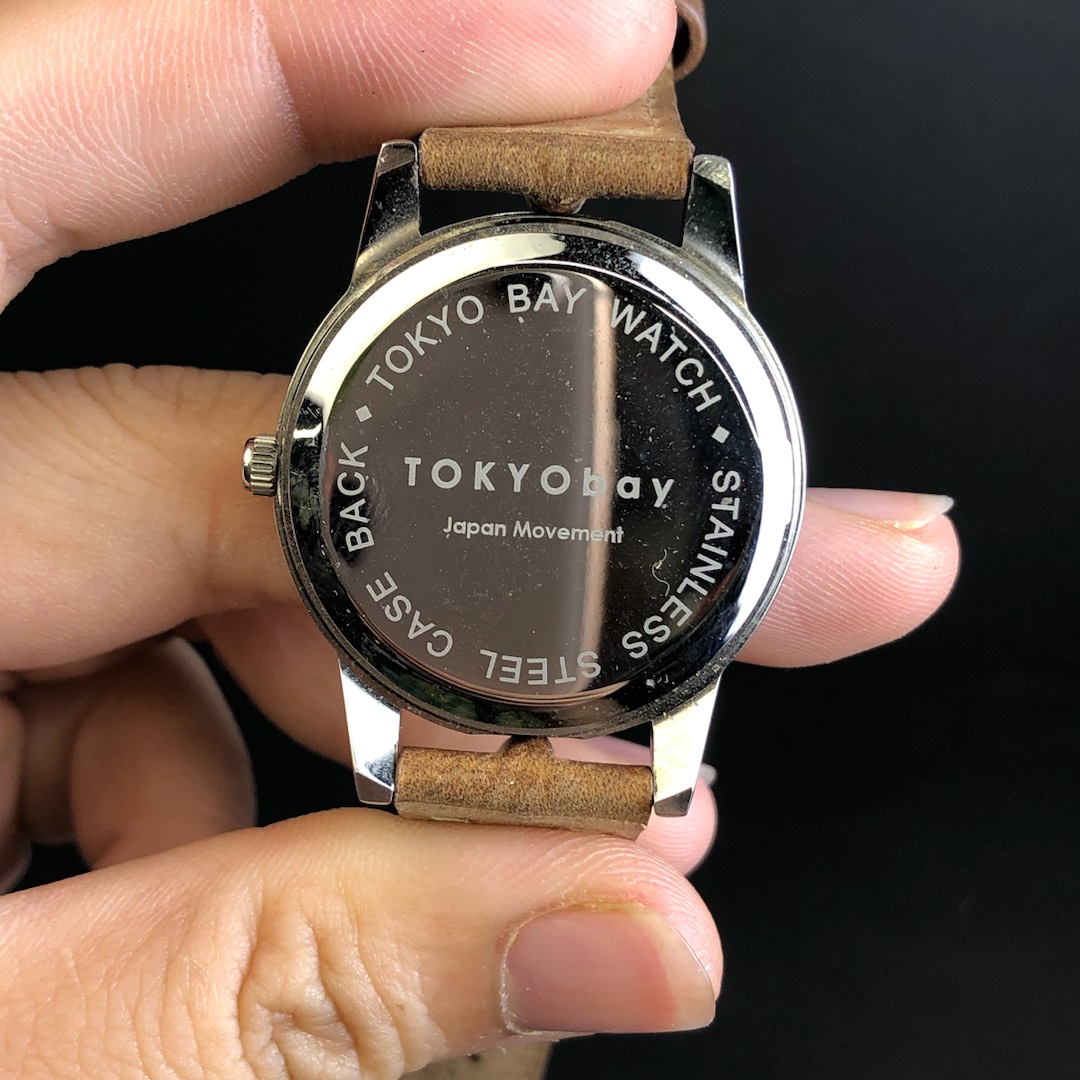 TOKYO BAY WATCH ◆ STAINLESS STEEL CASE BACK ◆
TOKYObay
Japan Movement